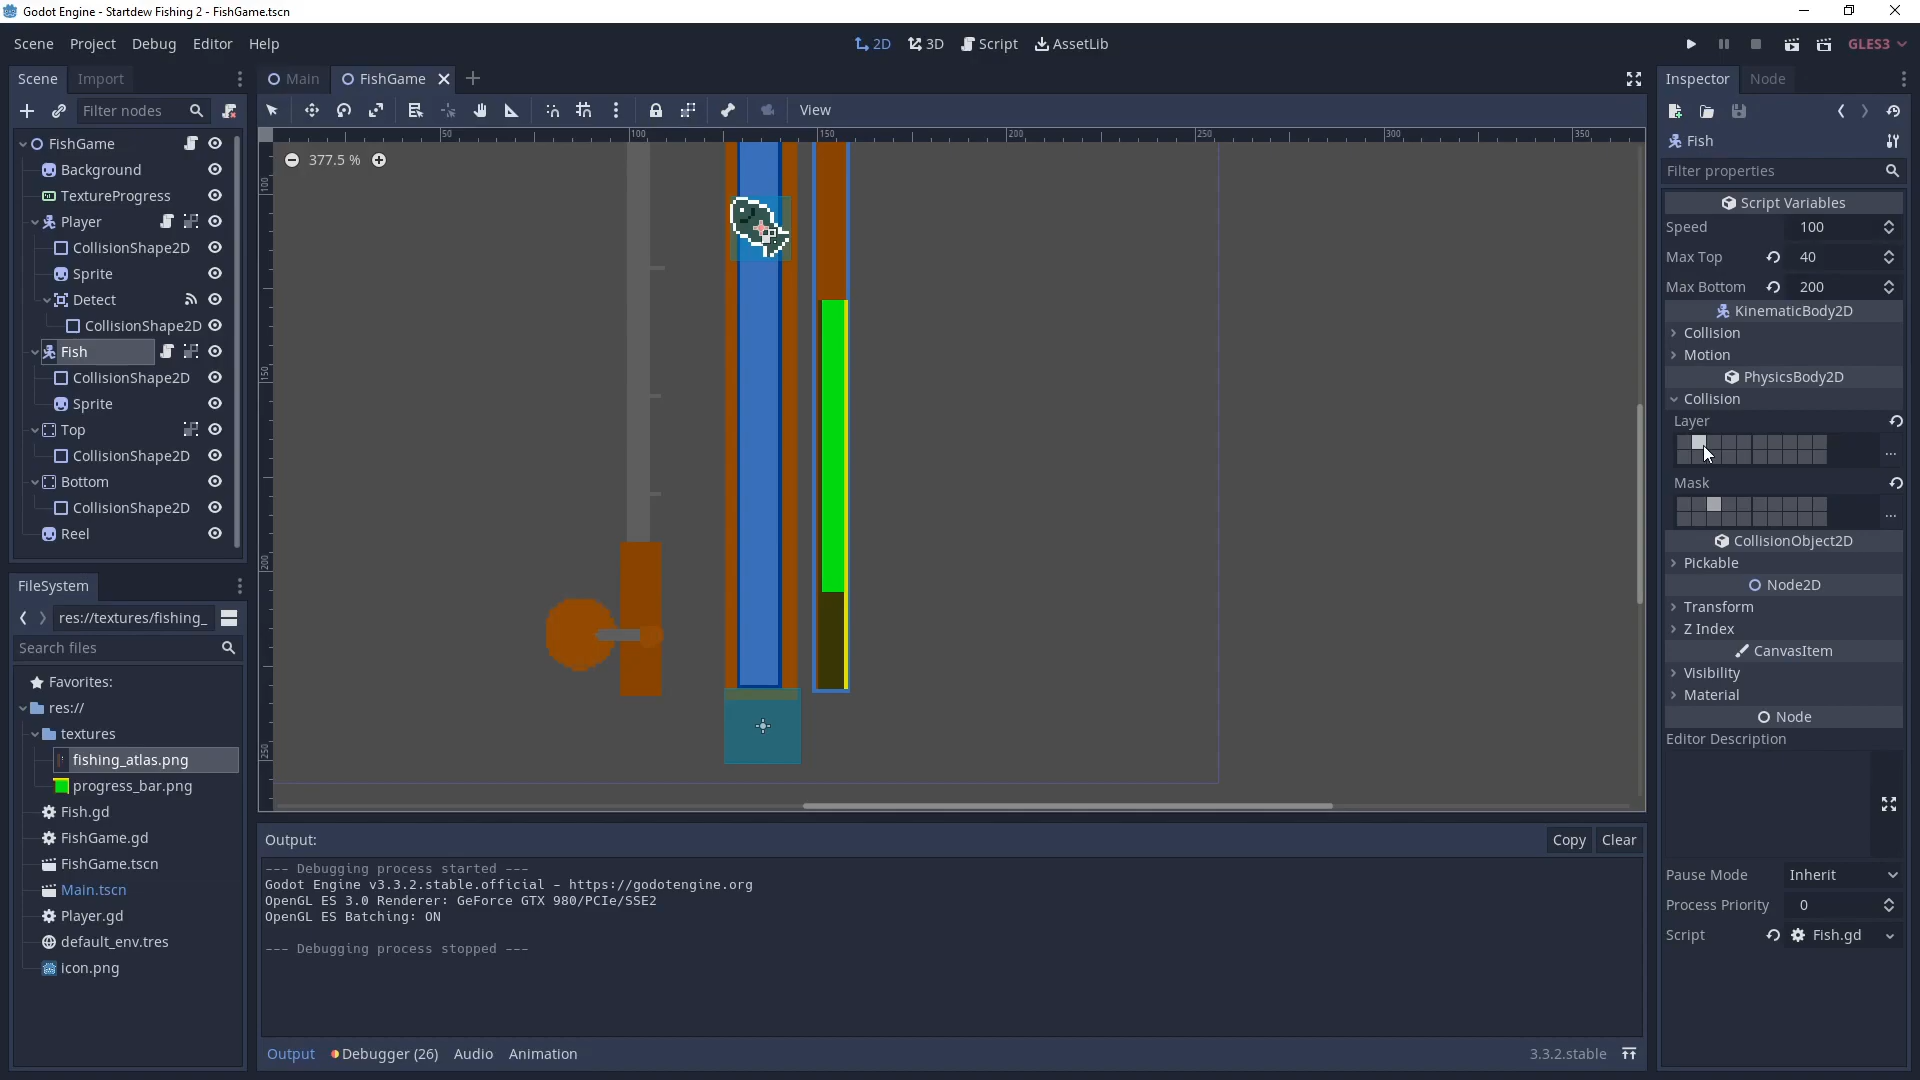 Godot Engine - Startdew Fishing 2 - FishGame.tscn
Scene Project Debug Editor Help
2D 3D Script AssetLib
GLES3
Scene Import
Filter nodes
FishGame
Background
TextureProgress
Player
CollisionShape2D
Sprite
Detect
CollisionShape2D
Fish
CollisionShape2D
Sprite
Top
CollisionShape2D
Bottom
CollisionShape2D
Reel
FileSystem
res://textures/fishing_
Search files
Favorites:
res://
textures
fishing_atlas.png
progress_bar.png
Fish.gd
FishGame.gd
FishGame.tscn
Main.tscn
Player.gd
default_env.tres
icon.png
Main FishGame
View
50 100 150 200 250 300 350
377.5 %
100
150
200
250
Output:
Copy Clear
--- Debugging process started ---
Godot Engine v3.3.2.stable.official - https://godotengine.org
OpenGL ES 3.0 Renderer: GeForce GTX 980/PCIe/SSE2
OpenGL ES Batching: ON
--- Debugging process stopped ---
Output Debugger (26) Audio Animation
3.3.2.stable
Inspector Node
Fish
Filter properties
Script Variables
Speed 100
Max Top 40
Max Bottom 200
KinematicBody2D
Collision
Motion
PhysicsBody2D
Collision
Layer
...
Mask
...
CollisionObject2D
Pickable
Node2D
Transform
Z Index
CanvasItem
Visibility
Material
Node
Editor Description
Pause Mode Inherit
Process Priority 0
Script Fish.gd